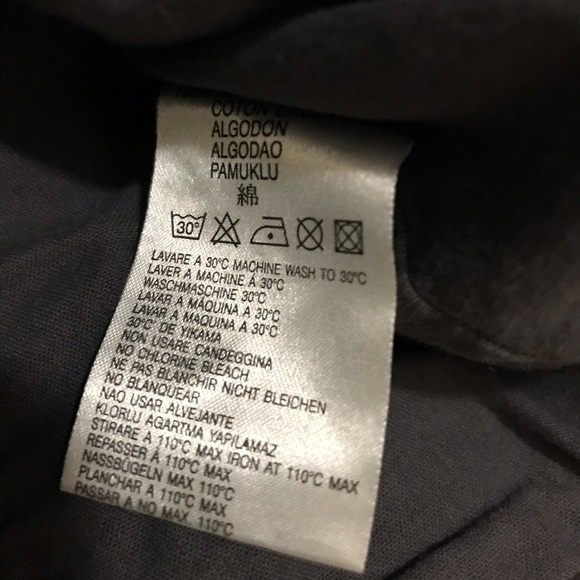 COTON
ALGODON
ALGODAO
PAMUKLU
綿
30°
LAVARE A 30°C MACHINE WASH TO 30°C
LAVER A MACHINE À 30°C
WASCHMASCHINE 30°C
LAVAR A MÁQUINA A 30°C
LAVAR A MAQUINA A 30°C
30°C DE YIKAMA
NON USARE CANDEGGINA
NO CHLORINE BLEACH
NE PAS BLANCHIR NICHT BLEICHEN
NO BLANQUEAR
NAO USAR ALVEJANTE
KLORLU AGARTMA YAPILAMAZ
STIRARE A 110°C MAX IRON AT 110°C MAX
REPASSER À 110°C MAX
NASSBÜGELN MAX 110°C
PLANCHAR A 110°C MAX
PASSAR A NO MAX. 110°C